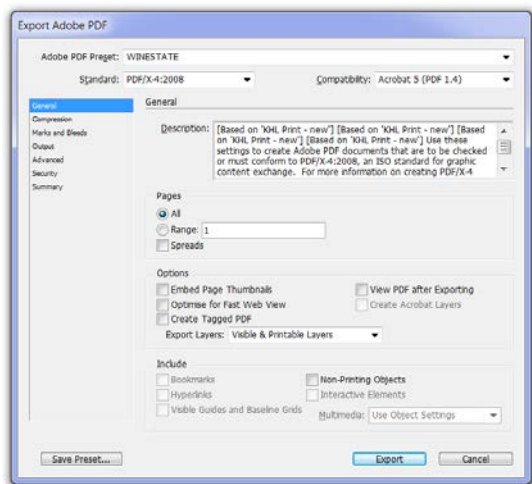 Export Adobe PDF
Adobe PDF Preset: WINESTATE
Standard: PDF/X-4:2008 Compatibility: Acrobat 5 (PDF 1.4)
General
Compression
Marks and Bleeds
Output
Advanced
Security
Summary
General
Description: [Based on 'KHL Print - new'] [Based on 'KHL Print - new'] [Based
on 'KHL Print - new'] [Based on 'KHL Print - new'] Use these
settings to create Adobe PDF documents that are to be checked
or must conform to PDF/X-4:2008, an ISO standard for graphic
content exchange. For more information on creating PDF/X-4
Pages
All
Range: 1
Spreads
Options
Embed Page Thumbnails View PDF after Exporting
Optimise for Fast Web View Create Acrobat Layers
Create Tagged PDF
Export Layers: Visible & Printable Layers
Include
Bookmarks Non-Printing Objects
Hyperlinks Interactive Elements
Visible Guides and Baseline Grids Multimedia: Use Object Settings
Save Preset... Export Cancel